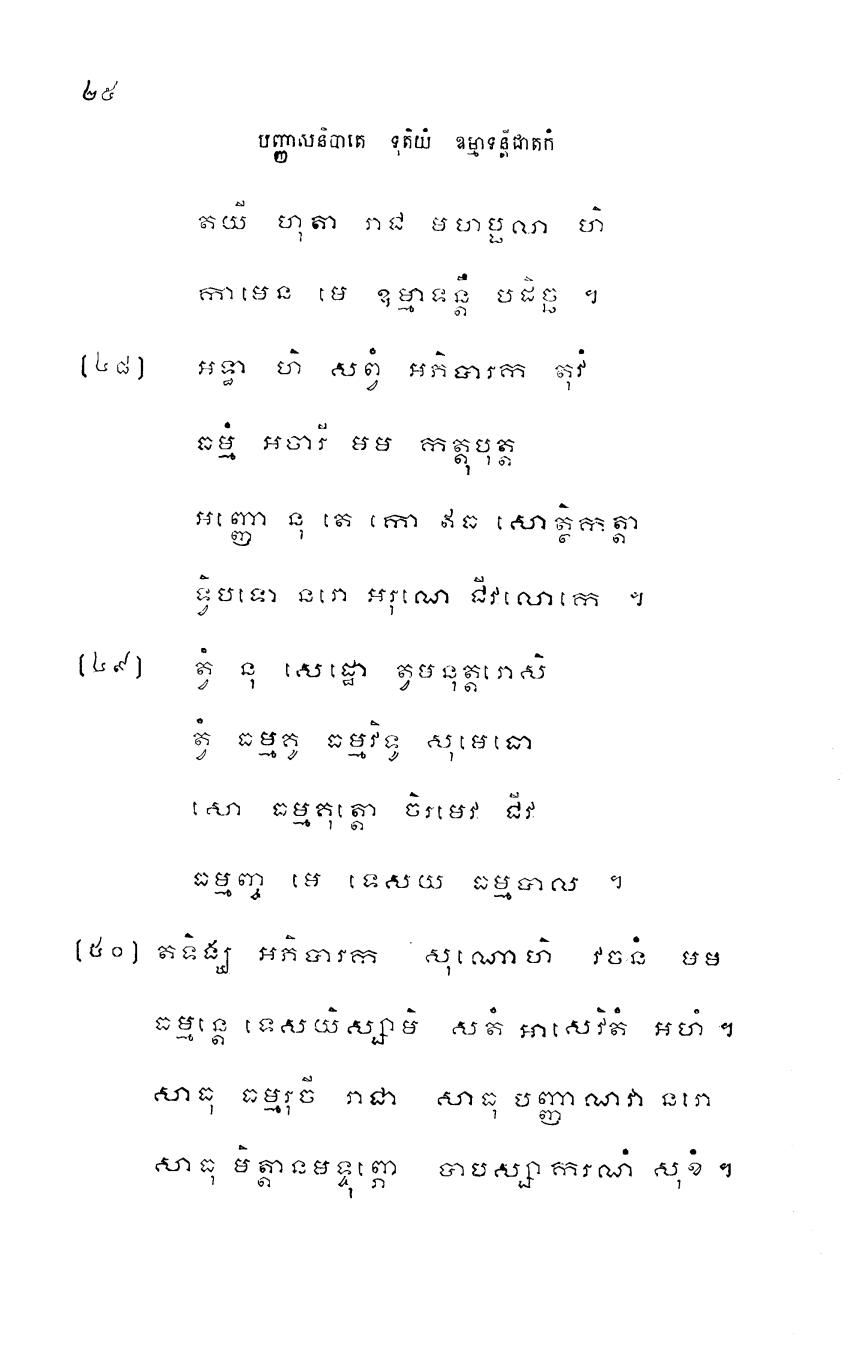 ២៥
បញ្ញាសនិបាតេ ទុតិយំ ឧម្មាទន្តីជាតកំ
តយី ហុតា រាជ មហាប្ផលា ហិ
កាមេន មេ ឧម្មាទន្តឹ បដិច្ឆ ។
(៤៨) អទ្ធា ហិ សព្វំ អភិបារក តុវំ
ធម្មំ អចារី មម កត្តុបុត្ត
អញ្ញោ នុ តេ កោ ឥធ សោត្ថិកត្តា
ទ្វិបទោ នរោ អរុណេ ជីវលោកេ ។
(៤៩) ត្វំ នុ សេដ្ឋោ ត្វមនុត្តរោសិ
ត្វំ ធម្មគូ ធម្មវិទូ សុមេធោ
សោ ធម្មគុត្តោ ចិរមេវ ជីវ
ធម្មញ្ច មេ ទេសយ ធម្មបាល ។
(៥០) តទិង្ឃ អភិបារក សុណោហិ វចនំ មម
ធម្មន្តេ ទេសយិស្សាមិ សតំ អាសេវិតំ អហំ ។
សាធុ ធម្មរុចី រាជា សាធុ បញ្ញាណវា នរោ
សាធុ មិត្តានមទ្ទុព្ភោ បាបស្សាករណំ សុខំ ។